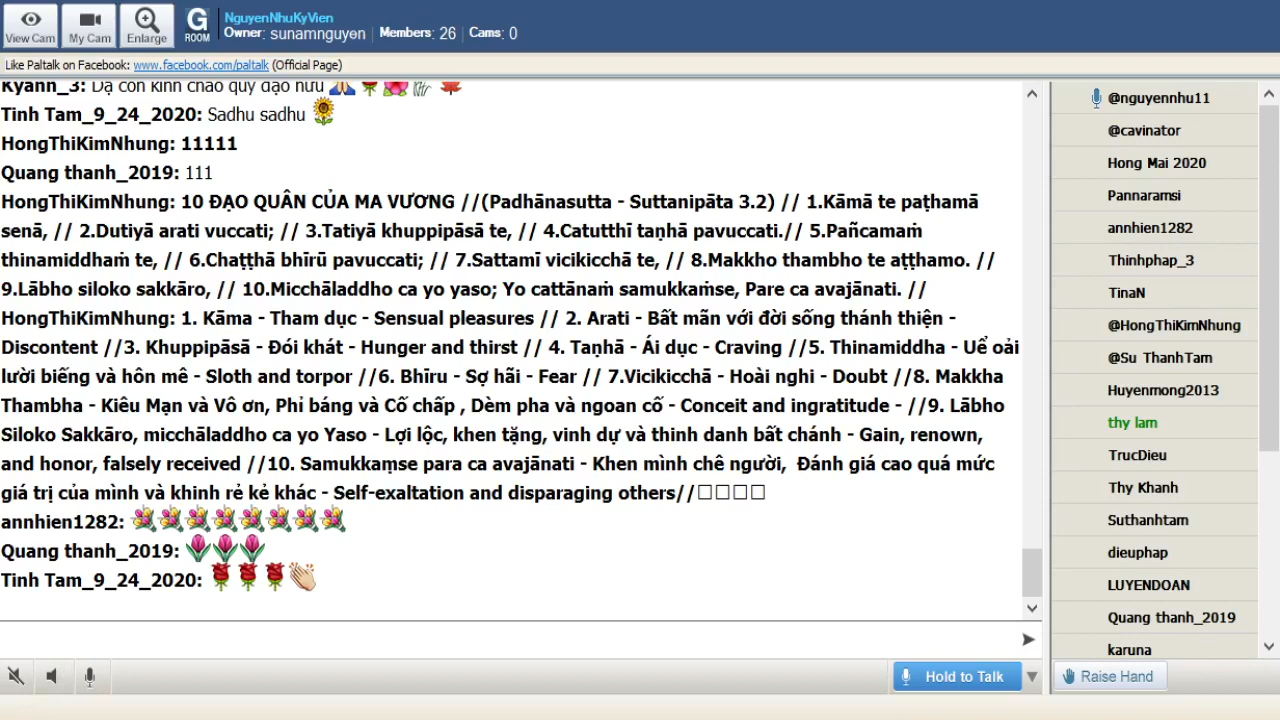 View Cam
My Cam
Enlarge
G
ROOM
NguyenNhuKyVien
Owner: sunamnguyen | Members: 26 | Cams: 0
Like Paltalk on Facebook: www.facebook.com/paltalk (Official Page)
Kyanh_3: Dạ con kính chào quý đạo hữu
Tinh Tam_9_24_2020: Sadhu sadhu
HongThiKimNhung: 11111
Quang thanh_2019: 111
HongThiKimNhung: 10 ĐẠO QUÂN CỦA MA VƯƠNG //(Padhānasutta - Suttanipāta 3.2) // 1.Kāmā te paṭhamā
senā, // 2.Dutiyā arati vuccati; // 3.Tatiyā khuppipāsā te, // 4.Catutthī taṇhā pavuccati.// 5.Pañcamaṁ
thinamiddhaṁ te, // 6.Chaṭṭhā bhīrū pavuccati; // 7.Sattamī vicikicchā te, // 8.Makkho thambho te aṭṭhamo. //
9.Lābho siloko sakkāro, // 10.Micchāladdho ca yo yaso; Yo cattānaṁ samukkaṁse, Pare ca avajānati. //
HongThiKimNhung: 1. Kāma - Tham dục - Sensual pleasures // 2. Arati - Bất mãn với đời sống thánh thiện -
Discontent //3. Khuppipāsā - Đói khát - Hunger and thirst // 4. Taṇhā - Ái dục - Craving //5. Thinamiddha - Uể oải
lười biếng và hôn mê - Sloth and torpor //6. Bhīru - Sợ hãi - Fear // 7.Vicikicchā - Hoài nghi - Doubt //8. Makkha
Thambha - Kiêu Mạn và Vô ơn, Phỉ báng và Cố chấp , Dèm pha và ngoan cố - Conceit and ingratitude - //9. Lābho
Siloko Sakkāro, micchāladdho ca yo Yaso - Lợi lộc, khen tặng, vinh dự và thinh danh bất chánh - Gain, renown,
and honor, falsely received //10. Samukkaṃse para ca avajānati - Khen mình chê người, Đánh giá cao quá mức
giá trị của mình và khinh rẻ kẻ khác - Self-exaltation and disparaging others//□□□□
annhien1282:
Quang thanh_2019:
Tinh Tam_9_24_2020:
Hold to Talk
@nguyennhu11
@cavinator
Hong Mai 2020
Pannaramsi
annhien1282
Thinhphap_3
TinaN
@HongThiKimNhung
@Su ThanhTam
Huyenmong2013
thy lam
TrucDieu
Thy Khanh
Suthanhtam
dieuphap
LUYENDOAN
Quang thanh_2019
karuna
Raise Hand